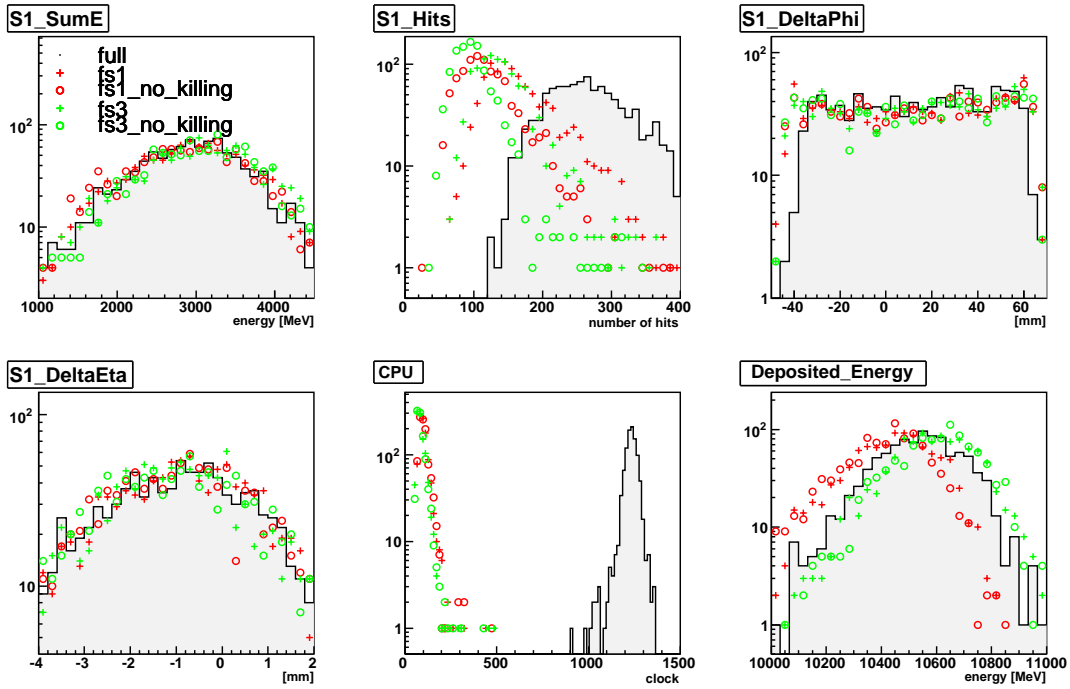 S1_SumE
full
fs1
fs1_no_killing
fs3
fs3_no_killing
10²
10
1000 2000 3000 4000
energy [MeV]
S1_Hits
10²
10
1
0 100 200 300 400
number of hits
S1_DeltaPhi
10²
10
1
-40 -20 0 20 40 60
[mm]
S1_DeltaEta
10²
10
-4 -3 -2 -1 0 1 2
[mm]
CPU
10²
10
1
0 500 1000 1500
clock
Deposited_Energy
10²
10
1
10000 10200 10400 10600 10800 11000
energy [MeV]